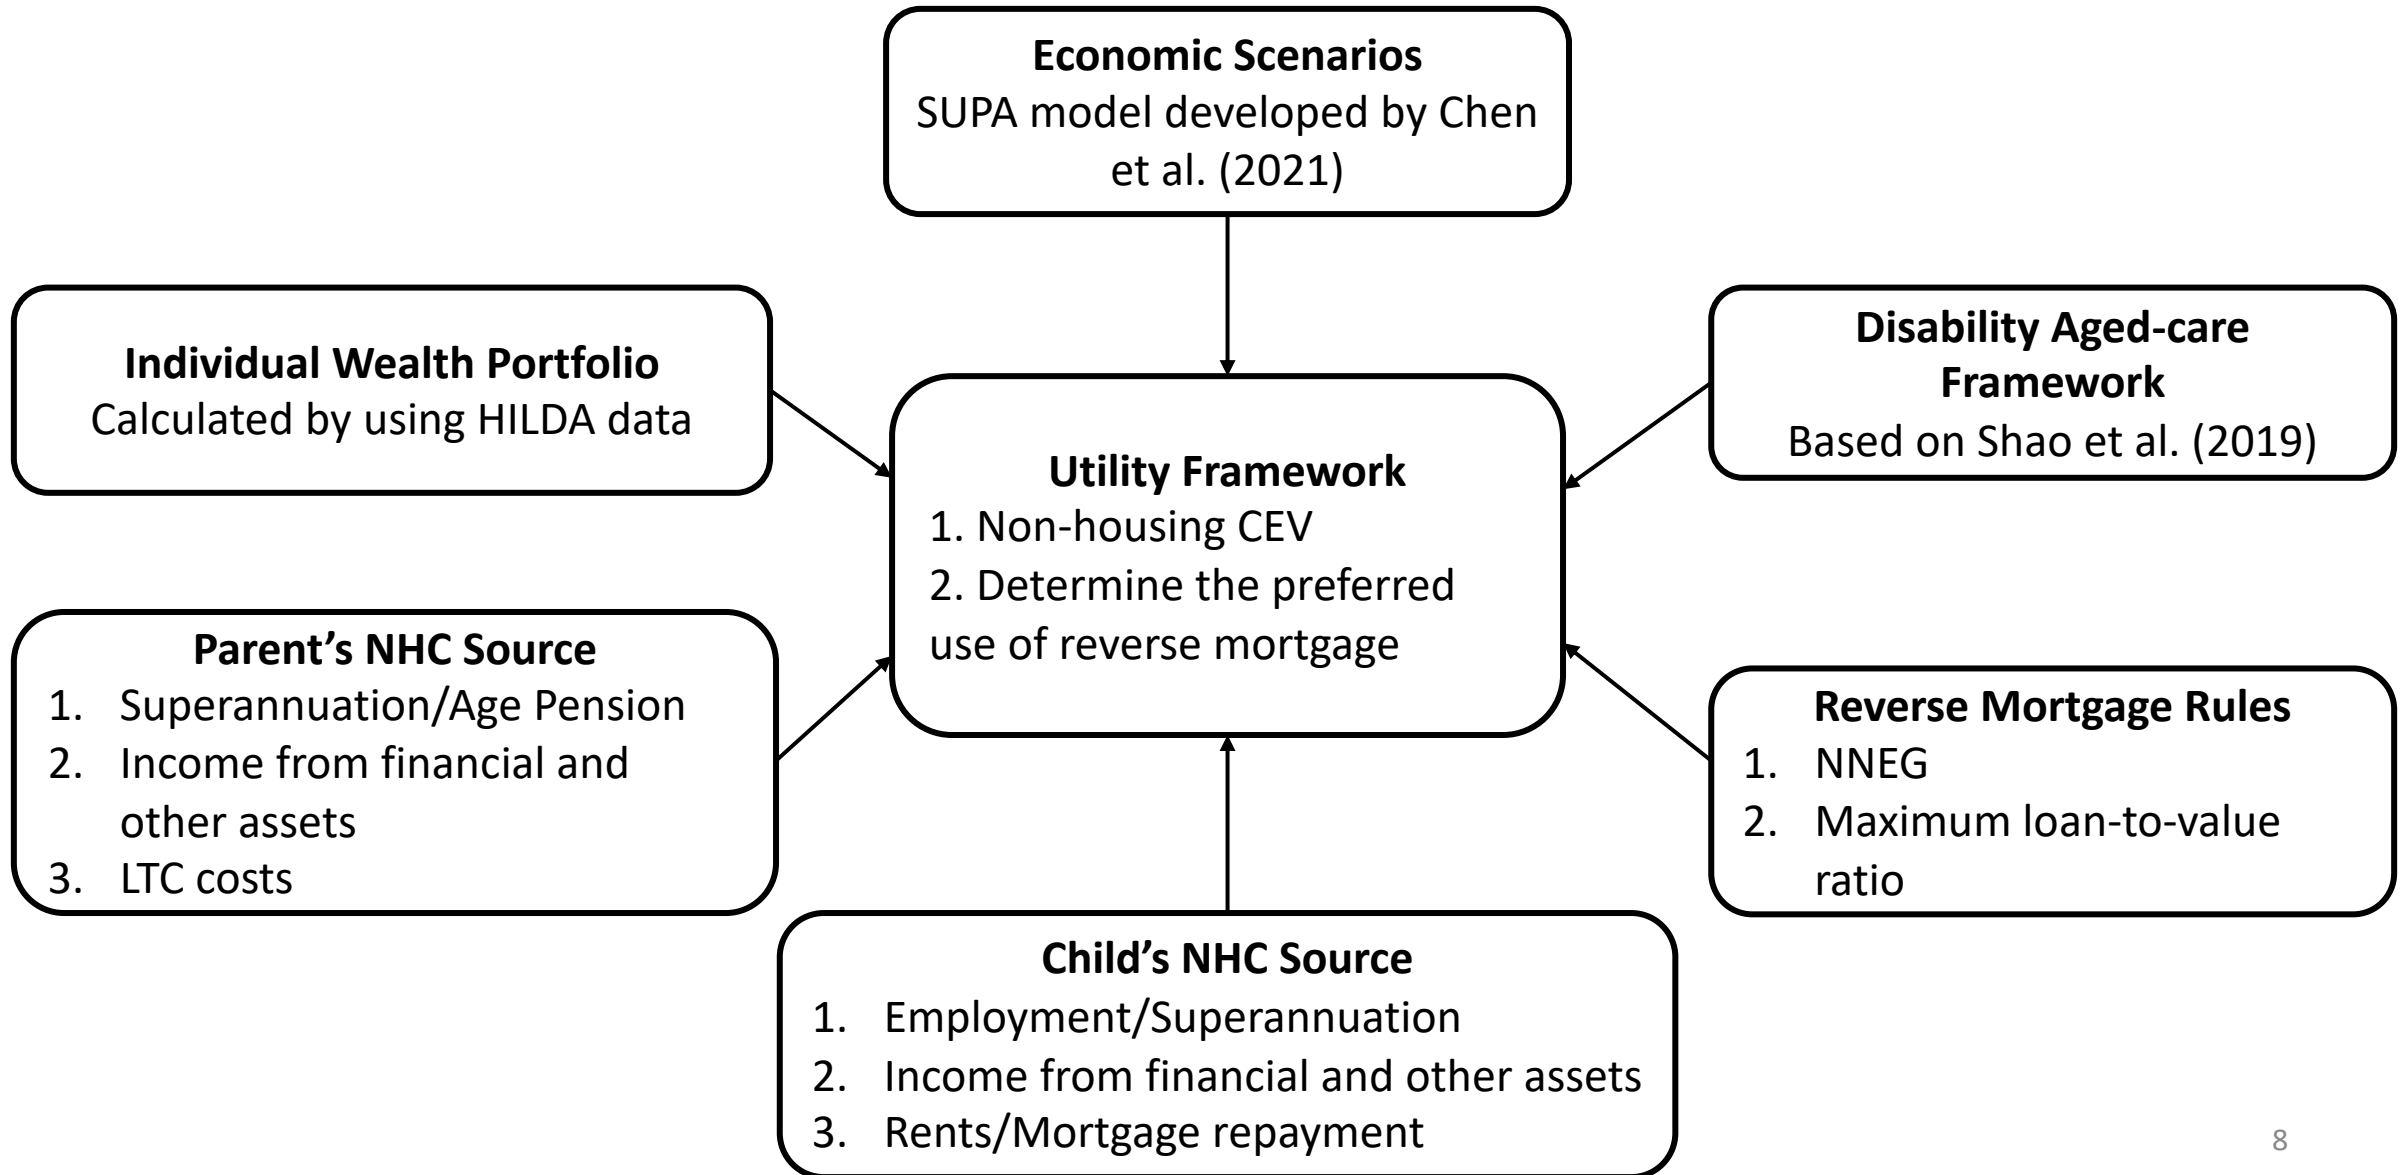 Economic Scenarios
SUPA model developed by Chen
et al. (2021)
Individual Wealth Portfolio
Calculated by using HILDA data
Disability Aged-care
Framework
Based on Shao et al. (2019)
Utility Framework
1. Non-housing CEV
2. Determine the preferred
use of reverse mortgage
Parent’s NHC Source
1. Superannuation/Age Pension
2. Income from financial and
other assets
3. LTC costs
Reverse Mortgage Rules
1. NNEG
2. Maximum loan-to-value
ratio
Child’s NHC Source
1. Employment/Superannuation
2. Income from financial and other assets
3. Rents/Mortgage repayment
8